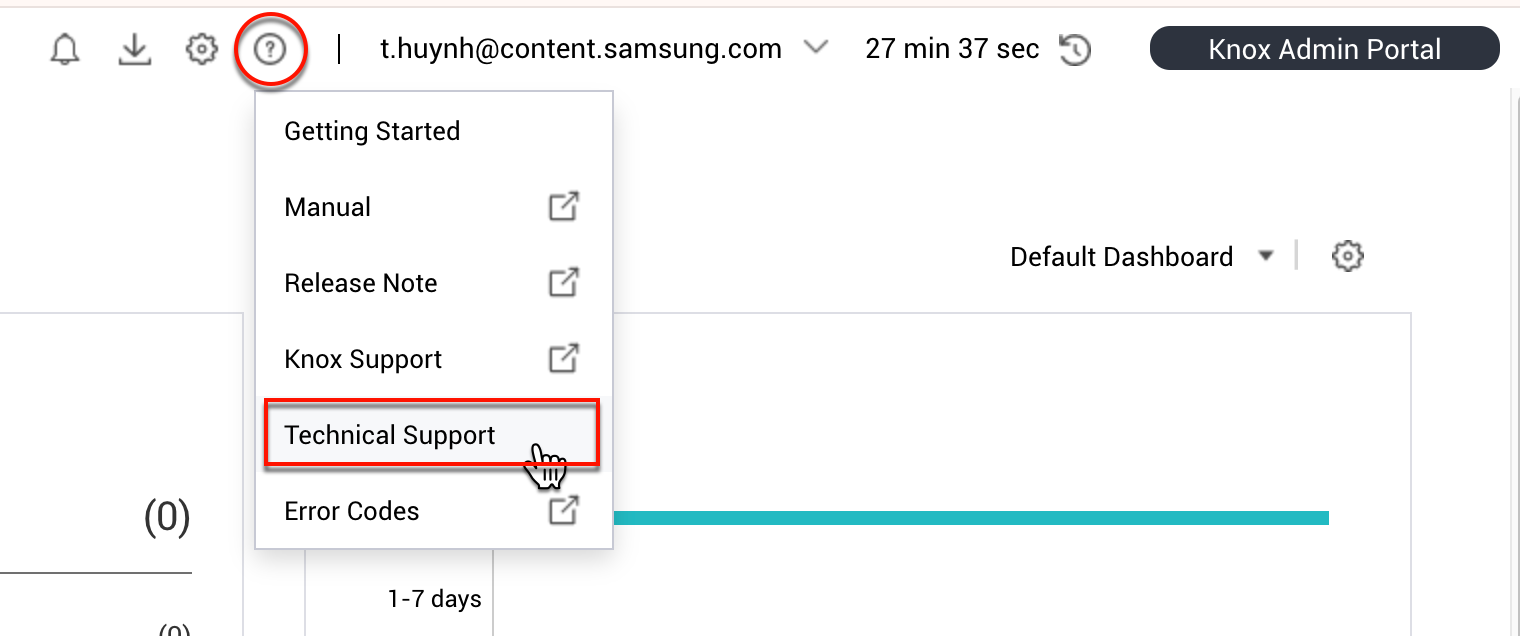 t.huynh@content.samsung.com 27 min 37 sec Knox Admin Portal
Getting Started
Manual
Release Note
Knox Support
Technical Support
Error Codes
Default Dashboard
(0)
1-7 days
(0)